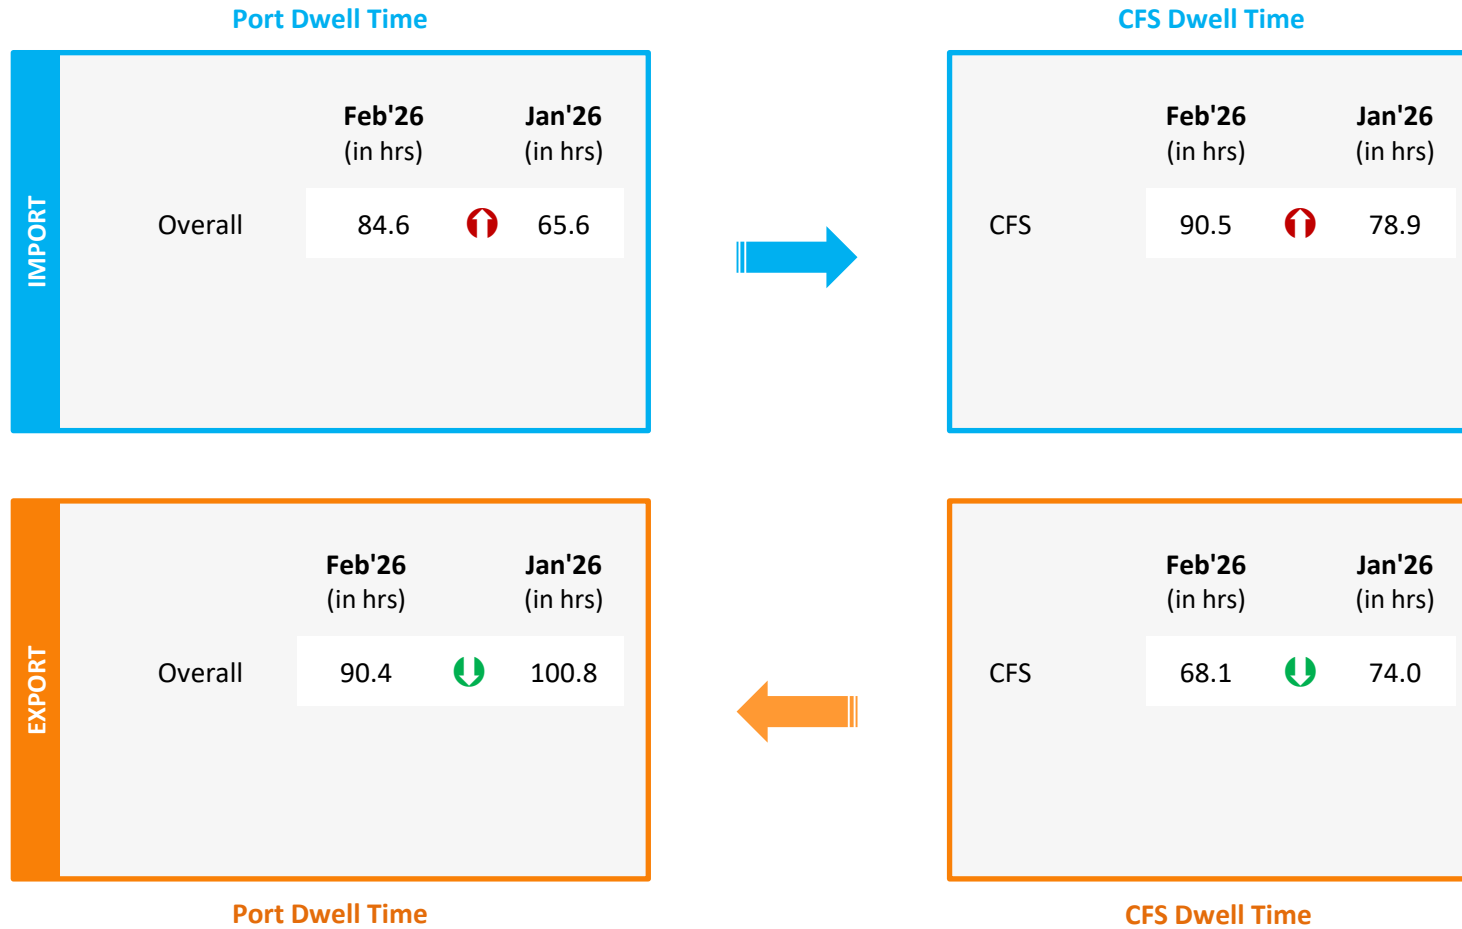 Port Dwell Time
CFS Dwell Time
IMPORT
Feb'26 Jan'26
(in hrs) (in hrs)
Overall 84.6 65.6
Feb'26 Jan'26
(in hrs) (in hrs)
CFS 90.5 78.9
EXPORT
Feb'26 Jan'26
(in hrs) (in hrs)
Overall 90.4 100.8
Feb'26 Jan'26
(in hrs) (in hrs)
CFS 68.1 74.0
Port Dwell Time
CFS Dwell Time